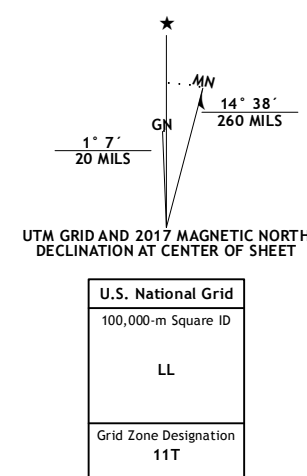 ★
MN
GN
1° 7´
20 MILS
14° 38´
260 MILS
UTM GRID AND 2017 MAGNETIC NORTH
DECLINATION AT CENTER OF SHEET
U.S. National Grid
100,000-m Square ID
LL
Grid Zone Designation
11T